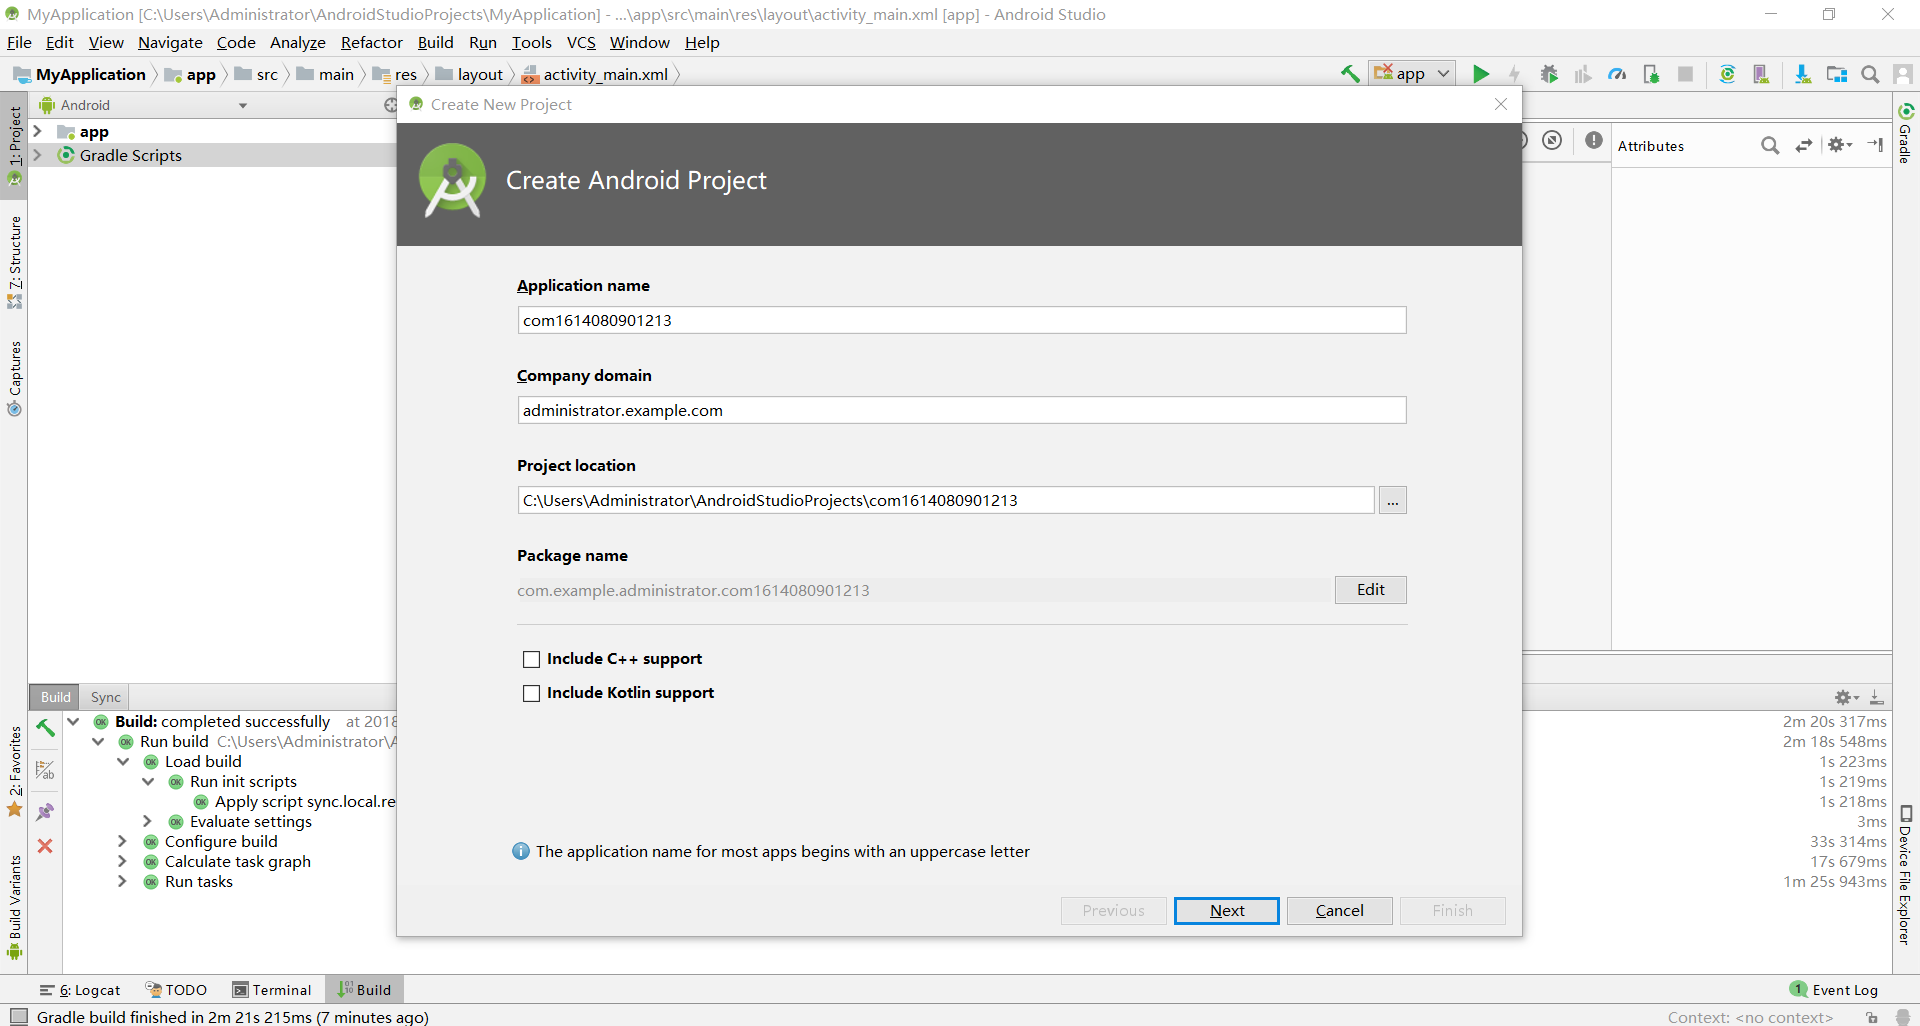 MyApplication [C:\Users\Administrator\AndroidStudioProjects\MyApplication] - ...\app\src\main\res\layout\activity_main.xml [app] - Android Studio
File Edit View Navigate Code Analyze Refactor Build Run Tools VCS Window Help
MyApplication app src main res layout activity_main.xml app
1: Project
Z: Structure
Captures
2: Favorites
Build Variants
Android
app
Gradle Scripts
Create New Project
Create Android Project
Application name
com1614080901213
Company domain
administrator.example.com
Project location
C:\Users\Administrator\AndroidStudioProjects\com1614080901213
...
Package name
com.example.administrator.com1614080901213
Edit
Include C++ support
Include Kotlin support
The application name for most apps begins with an uppercase letter
Previous Next Cancel Finish
Attributes
Gradle
Device File Explorer
Build Sync
Build: completed successfully at 2018 2m 20s 317ms
Run build C:\Users\Administrator\A 2m 18s 548ms
Load build 1s 223ms
Run init scripts 1s 219ms
Apply script sync.local.re 1s 218ms
Evaluate settings 3ms
Configure build 33s 314ms
Calculate task graph 17s 679ms
Run tasks 1m 25s 943ms
6: Logcat TODO Terminal Build 1 Event Log
Gradle build finished in 2m 21s 215ms (7 minutes ago) Context: <no context>